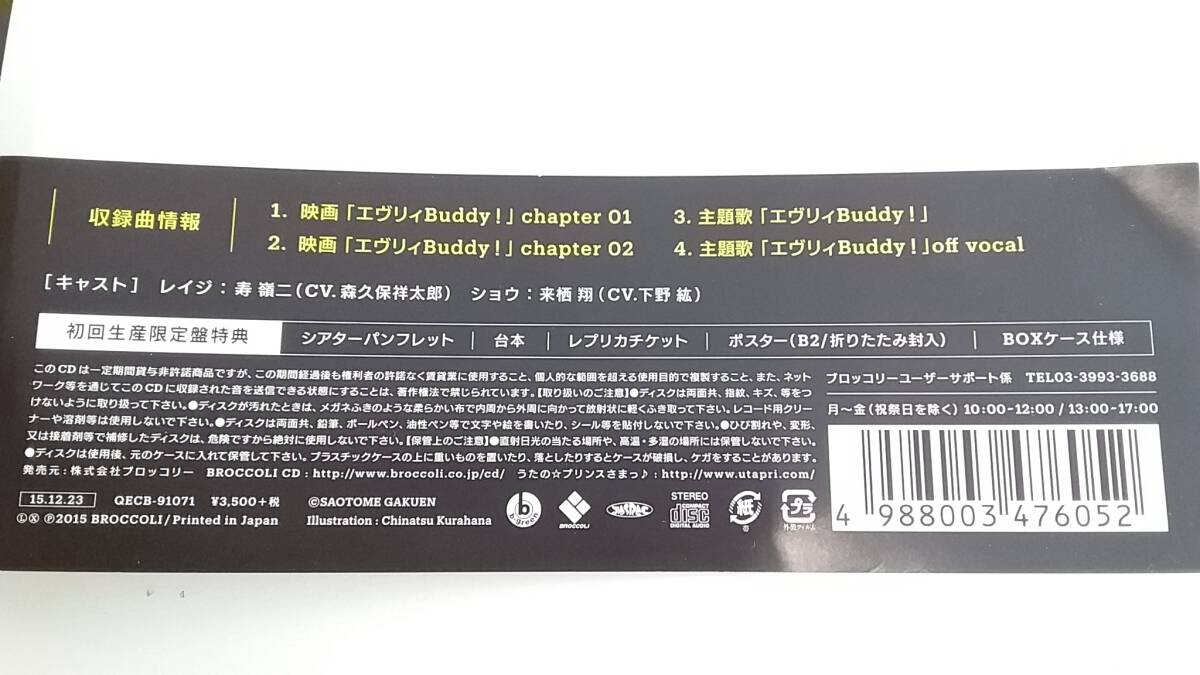 収録曲情報
1. 映画「エヴリィBuddy!」chapter 01
2. 映画「エヴリィBuddy!」chapter 02
3. 主題歌「エヴリィBuddy!」
4. 主題歌「エヴリィBuddy!」off vocal
[キャスト] レイジ:寿 嶺二(CV.森久保祥太郎) ショウ:来栖 翔(CV.下野 紘)
初回生産限定盤特典 シアターパンフレット | 台本 | レプリカチケット | ポスター(B2/折りたたみ封入) | BOXケース仕様
このCDは一定期間貸与非許諾商品ですが、この期間経過後も権利者の許諾なく賃貸業に使用すること、個人的な範囲を超える使用目的で複製すること、また、ネット
ワーク等を通じてこのCDに収録された音を送信できる状態にすることは、著作権法で禁じられています。【取り扱いのご注意】●ディスクは両面共、指紋、キズ、等をつ
けないように取り扱って下さい。●ディスクが汚れたときは、メガネふきのような柔らかい布で内周から外周に向かって放射状に軽くふき取って下さい。レコード用クリー
ナーや溶剤等は使用しないで下さい。●ディスクは両面共、鉛筆、ボールペン、油性ペン等で文字や絵を書いたり、シール等を貼付しないで下さい。●ひび割れや、変形、
又は接着剤等で補修したディスクは、危険ですから絶対に使用しないで下さい。【保管上のご注意】●直射日光の当たる場所や、高温・多湿の場所には保管しないで下さい。
●ディスクは使用後、元のケースに入れて保管して下さい。プラスチックケースの上に重いものを置いたり、落としたりするとケースが破損し、ケガをすることがあります。
発売元:株式会社ブロッコリー BROCCOLI CD:http://www.broccoli.co.jp/cd/ うたの☆プリンスさまっ♪:http://www.utapri.com/
ブロッコリーユーザーサポート係 TEL03-3993-3688
月〜金(祝祭日を除く)10:00-12:00/13:00-17:00
15.12.23 QECB-91071 ¥3,500+税 ©SAOTOME GAKUEN
Ⓛ Ⓧ Ⓟ2015 BROCCOLI/Printed in Japan Illustration:Chinatsu Kurahana
b-green
BROCCOLI
JASRAC
STEREO
COMPACT
disc
DIGITAL AUDIO
紙
プラ
外装フィルム
4 988003 476052